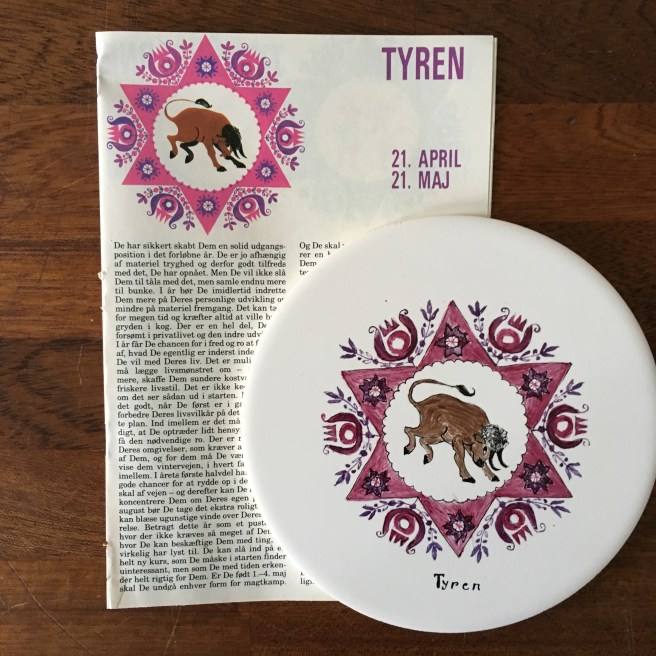 TYREN
21. APRIL
21. MAJ
De har sikkert skabt Dem en solid udgangs-
position i det forløbne år. De er jo afhængig
af materiel tryghed og derfor godt tilfreds
med det, De har opnået. Men De vil ikke slå
Dem til tåls med det, men samle endnu mere
til bunke. I år bør De imidlertid indrette
Dem mere på Deres personlige udvikling o
mindre på materiel fremgang. Det kan
for megen tid og kræfter altid at ville
gryden i kog. Der er en hel del, De
forsømt i privatlivet og den indre udv
I år får De chancen for i fred og ro at f
af, hvad De egentlig er inderst inde
De vil med Deres liv. Det er muli
må lægge livsmønstret om –
mere, skaffe Dem sundere kostva
friskere livsstil. Det er ikke
om det ser sådan ud i starten.
det godt, når De først er i g
forbedre Deres livsvilkår på det
te plan. Ind imellem er det må
digt, at De optræder lidt hensy
få den nødvendige ro. Der er
Deres omgivelser, som kræver
af Dem, og for dem må De væ
vise dem vintervejen, i hvert fa
imellem. I årets første halvdel ha
gode chancer for at rydde op i de
skal af vejen – og derefter kan De
koncentrere Dem om Deres egen
august bør De tage det ekstra roligt
kan blæse ugunstige vinde over Deres
relse. Betragt dette år som et pust
hvor der ikke kræves så meget af Dem
hvor De kan beskæftige Dem med ting,
virkelig har lyst til. De kan slå ind på e
helt ny kurs, som De måske i starten finder
uinteressant, men som De med tiden erken-
der helt rigtig for Dem. Er De født 1.–4. maj
skal De undgå enhver form for magtkamp.
Og De skal
rer en
Dem
Tyren